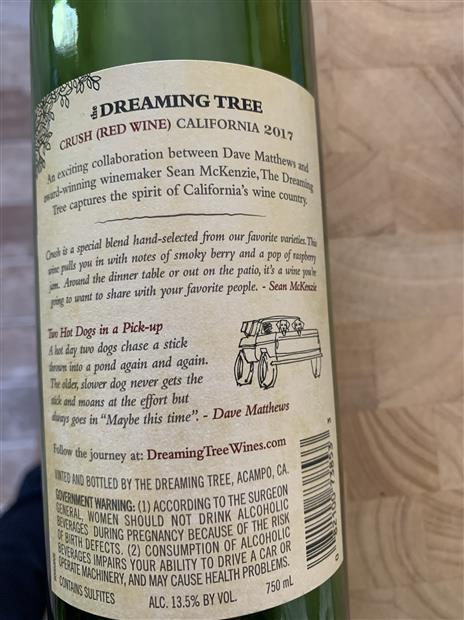 the DREAMING TREE
CRUSH (RED WINE) CALIFORNIA 2017
An exciting collaboration between Dave Matthews and
award-winning winemaker Sean McKenzie, The Dreaming
Tree captures the spirit of California's wine country.
Crush is a special blend hand-selected from our favorite varieties. This
wine pulls you in with notes of smoky berry and a pop of raspberry
jam. Around the dinner table or out on the patio, it's a wine you're
going to want to share with your favorite people. - Sean McKenzie
Two Hot Dogs in a Pick-up
A hot day two dogs chase a stick
thrown into a pond again and again.
The older, slower dog never gets the
stick and moans at the effort but
always goes in "Maybe this time". - Dave Matthews
Follow the journey at: DreamingTreeWines.com
VINTED AND BOTTLED BY THE DREAMING TREE, ACAMPO, CA.
GOVERNMENT WARNING: (1) ACCORDING TO THE SURGEON
GENERAL, WOMEN SHOULD NOT DRINK ALCOHOLIC
BEVERAGES DURING PREGNANCY BECAUSE OF THE RISK
OF BIRTH DEFECTS. (2) CONSUMPTION OF ALCOHOLIC
BEVERAGES IMPAIRS YOUR ABILITY TO DRIVE A CAR OR
OPERATE MACHINERY, AND MAY CAUSE HEALTH PROBLEMS.
CONTAINS SULFITES
ALC. 13.5% BY VOL.
750 mL